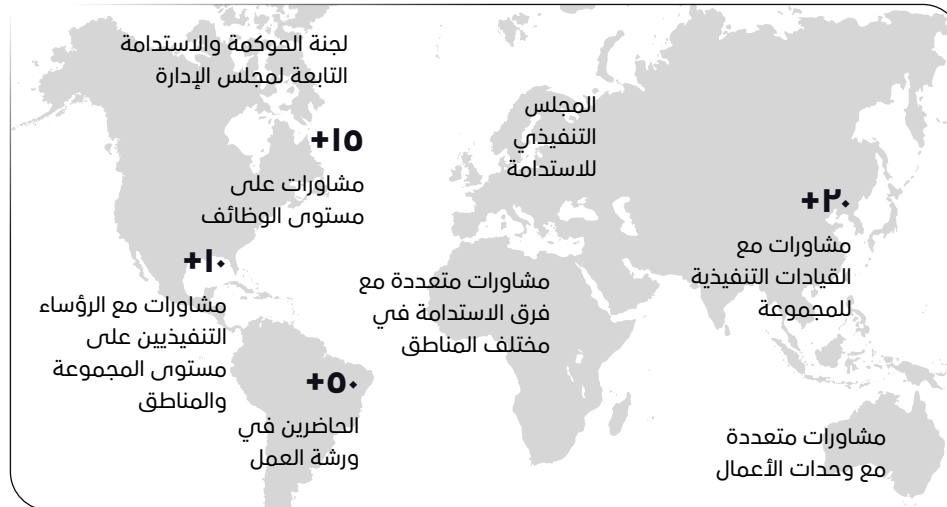 لجنة الحوكمة والاستدامة
التابعة لمجلس الإدارة
المجلس
التنفيذي
للاستدامة
+١٥
مشاورات على
مستوى الوظائف
+٢٠
مشاورات مع
القيادات التنفيذية
للمجموعة
+١٠
مشاورات مع الرؤساء
التنفيذيين على
مستوى المجموعة
والمناطق
مشاورات متعددة مع
فرق الاستدامة في
مختلف المناطق
+٥٠
الحاضرين في
ورشة العمل
مشاورات متعددة
مع وحدات الأعمال